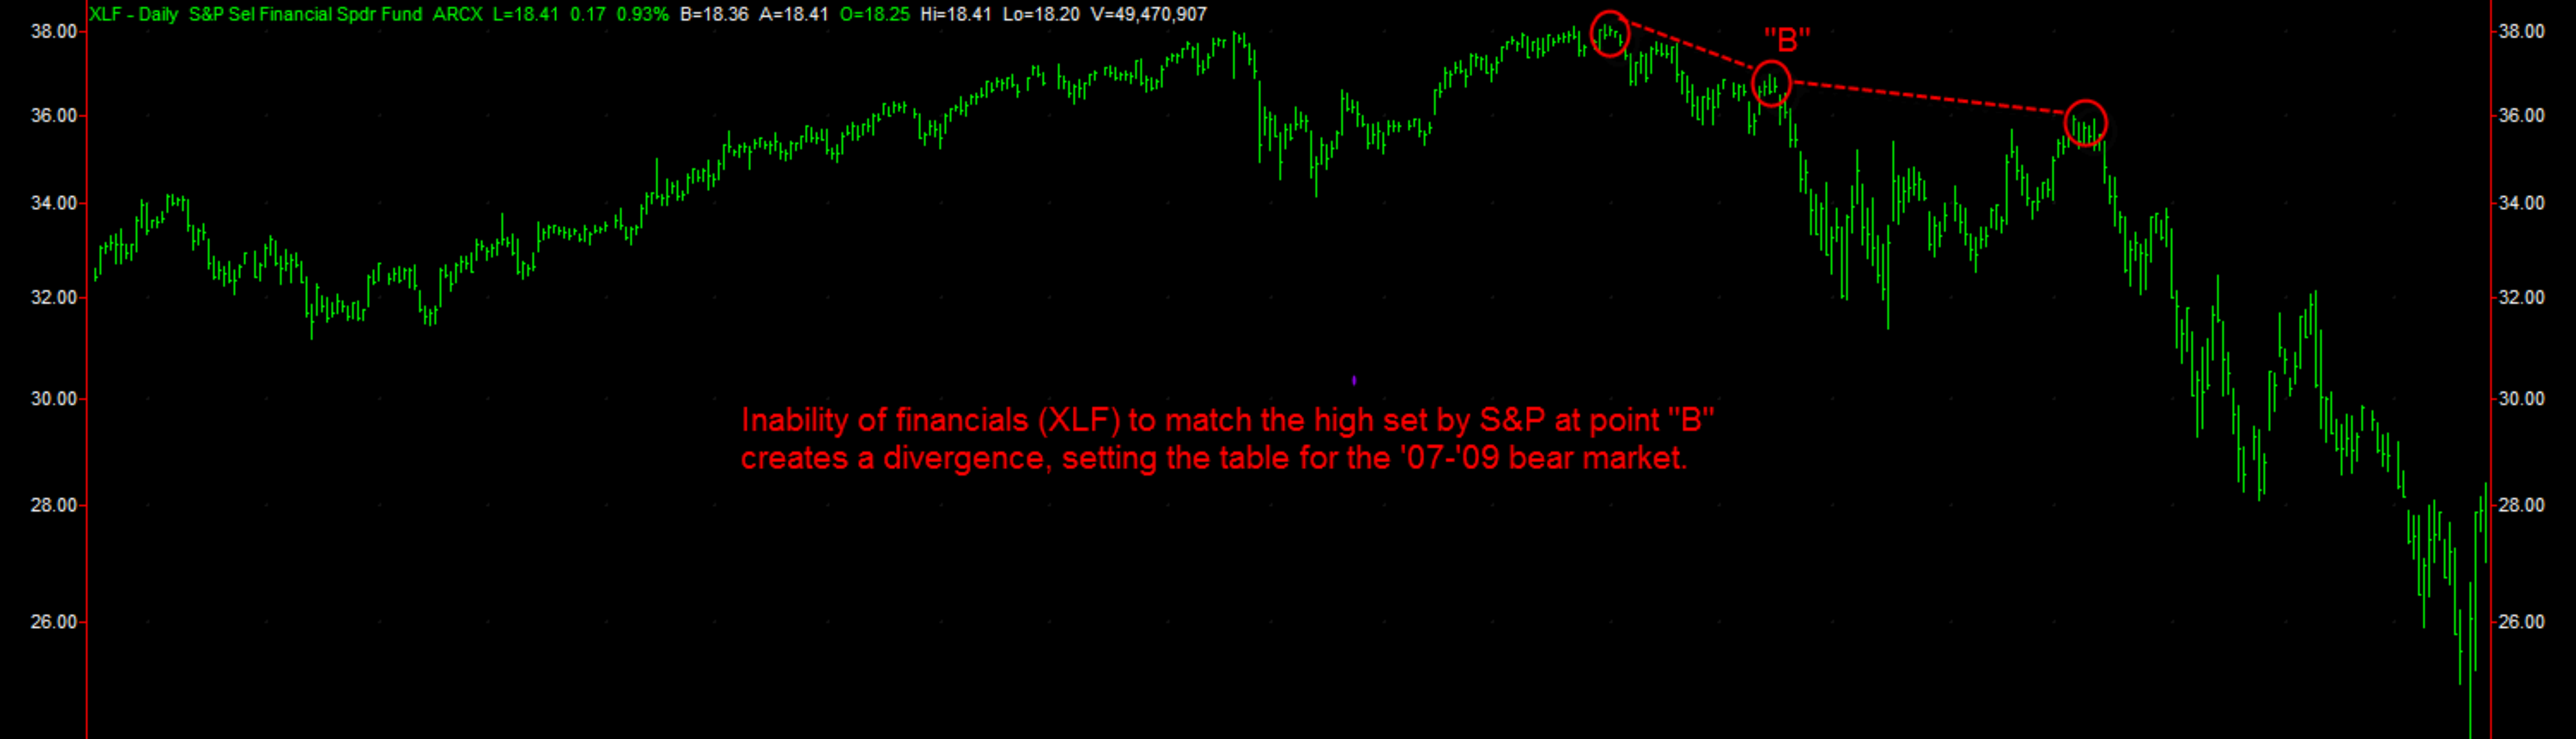 XLF - Daily S&P Sel Financial Spdr Fund ARCX L=18.41 0.17 0.93% B=18.36 A=18.41 O=18.25 Hi=18.41 Lo=18.20 V=49,470,907
38.00 38.00
"B"
36.00 36.00
34.00 34.00
32.00 32.00
30.00 30.00
Inability of financials (XLF) to match the high set by S&P at point "B"
creates a divergence, setting the table for the '07-'09 bear market.
28.00 28.00
26.00 26.00